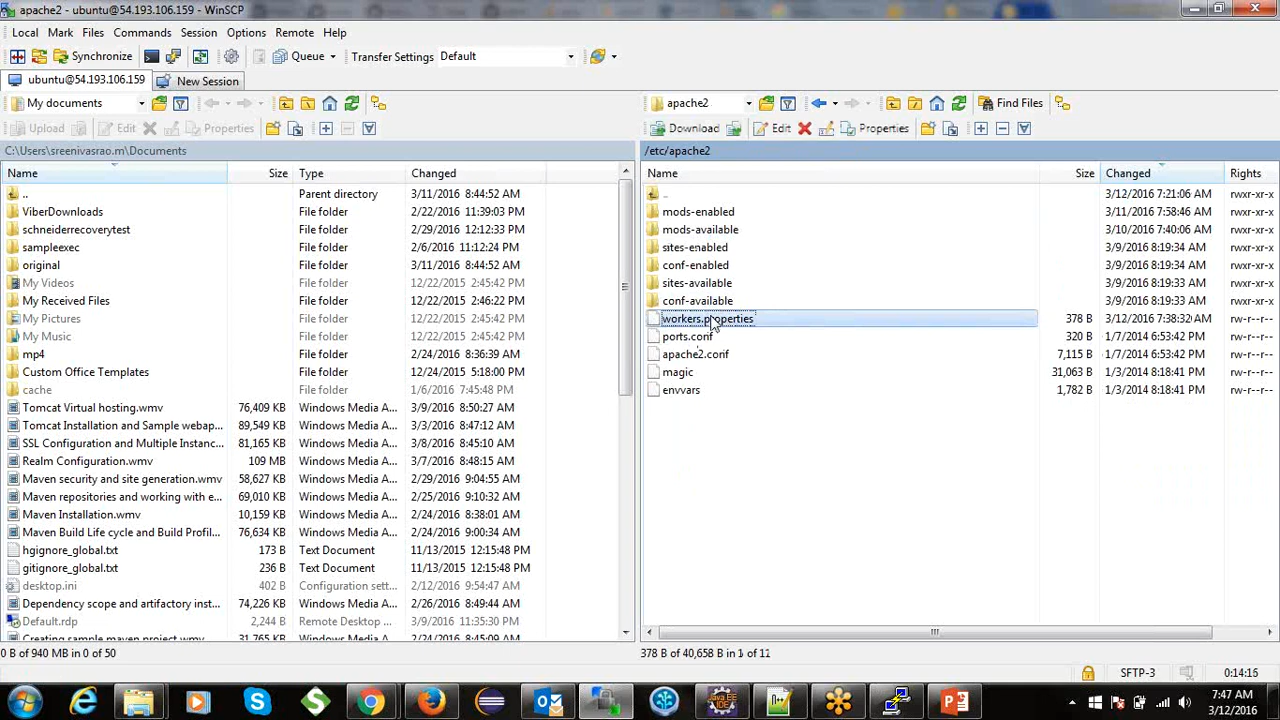 apache2 - ubuntu@54.193.106.159 - WinSCP
Local Mark Files Commands Session Options Remote Help
Synchronize Queue Transfer Settings Default
ubuntu@54.193.106.159 New Session
My documents apache2 Find Files
Upload Edit Properties Download Edit Properties
C:\Users\sreenivasrao.m\Documents /etc/apache2
Name Size Type Changed Name Size Changed Rights
.. Parent directory 3/11/2016 8:44:52 AM .. 3/12/2016 7:21:06 AM rwxr-xr-x
ViberDownloads File folder 2/22/2016 11:39:03 PM mods-enabled 3/11/2016 7:58:46 AM rwxr-xr-x
schneiderrecoverytest File folder 2/29/2016 12:12:33 PM mods-available 3/10/2016 7:40:06 AM rwxr-xr-x
sampleexec File folder 2/6/2016 11:12:24 PM sites-enabled 3/9/2016 8:19:34 AM rwxr-xr-x
original File folder 3/11/2016 8:44:52 AM conf-enabled 3/9/2016 8:19:34 AM rwxr-xr-x
My Videos File folder 12/22/2015 2:45:42 PM sites-available 3/9/2016 8:19:34 AM rwxr-xr-x
My Received Files File folder 12/22/2015 2:46:22 PM conf-available 3/9/2016 8:19:34 AM rwxr-xr-x
My Pictures File folder 12/22/2015 2:45:42 PM workers.properties 378 B 3/12/2016 7:38:20 AM rw-r--r--
My Music File folder 12/22/2015 2:45:42 PM ports.conf 320 B 1/7/2014 6:53:42 PM rw-r--r--
mp4 File folder 2/24/2016 8:36:39 AM apache2.conf 7,115 B 1/7/2014 6:53:42 PM rw-r--r--
Custom Office Templates File folder 12/24/2015 5:18:00 PM magic 31,063 B 1/3/2014 8:18:41 PM rw-r--r--
cache File folder 1/6/2016 7:45:48 PM envvars 1,782 B 1/3/2014 8:18:41 PM rw-r--r--
Tomcat Virtual hosting.wmv 76,409 KB Windows Media A... 3/9/2016 8:50:27 AM
Tomcat Installation and Sample webap... 89,549 KB Windows Media A... 3/3/2016 8:47:12 AM
SSL Configuration and Multiple Instanc... 81,165 KB Windows Media A... 3/8/2016 8:45:10 AM
Realm Configuration.wmv 109 MB Windows Media A... 3/7/2016 8:48:15 AM
Maven security and site generation.wmv 58,627 KB Windows Media A... 2/29/2016 9:04:55 AM
Maven repositories and working with e... 69,010 KB Windows Media A... 2/25/2016 9:10:32 AM
Maven Installation.wmv 10,159 KB Windows Media A... 2/24/2016 8:38:01 AM
Maven Build Life cycle and Build Profil... 76,634 KB Windows Media A... 2/24/2016 9:00:34 AM
hgignore_global.txt 173 B Text Document 11/13/2015 12:15:48 PM
gitignore_global.txt 236 B Text Document 11/13/2015 12:15:48 PM
desktop.ini 402 B Configuration sett... 2/12/2016 9:54:47 AM
Dependency scope and artifactory inst... 74,226 KB Windows Media A... 2/26/2016 8:49:44 AM
Default.rdp 2,244 B Remote Desktop ... 3/9/2016 11:35:30 PM
Creating sample maven project.wmv 31,765 KB Windows Media A... 2/24/2016 8:45:09 AM
0 B of 940 MB in 0 of 50 378 B of 40,658 B in 1 of 11
SFTP-3 0:14:16
7:47 AM
3/12/2016